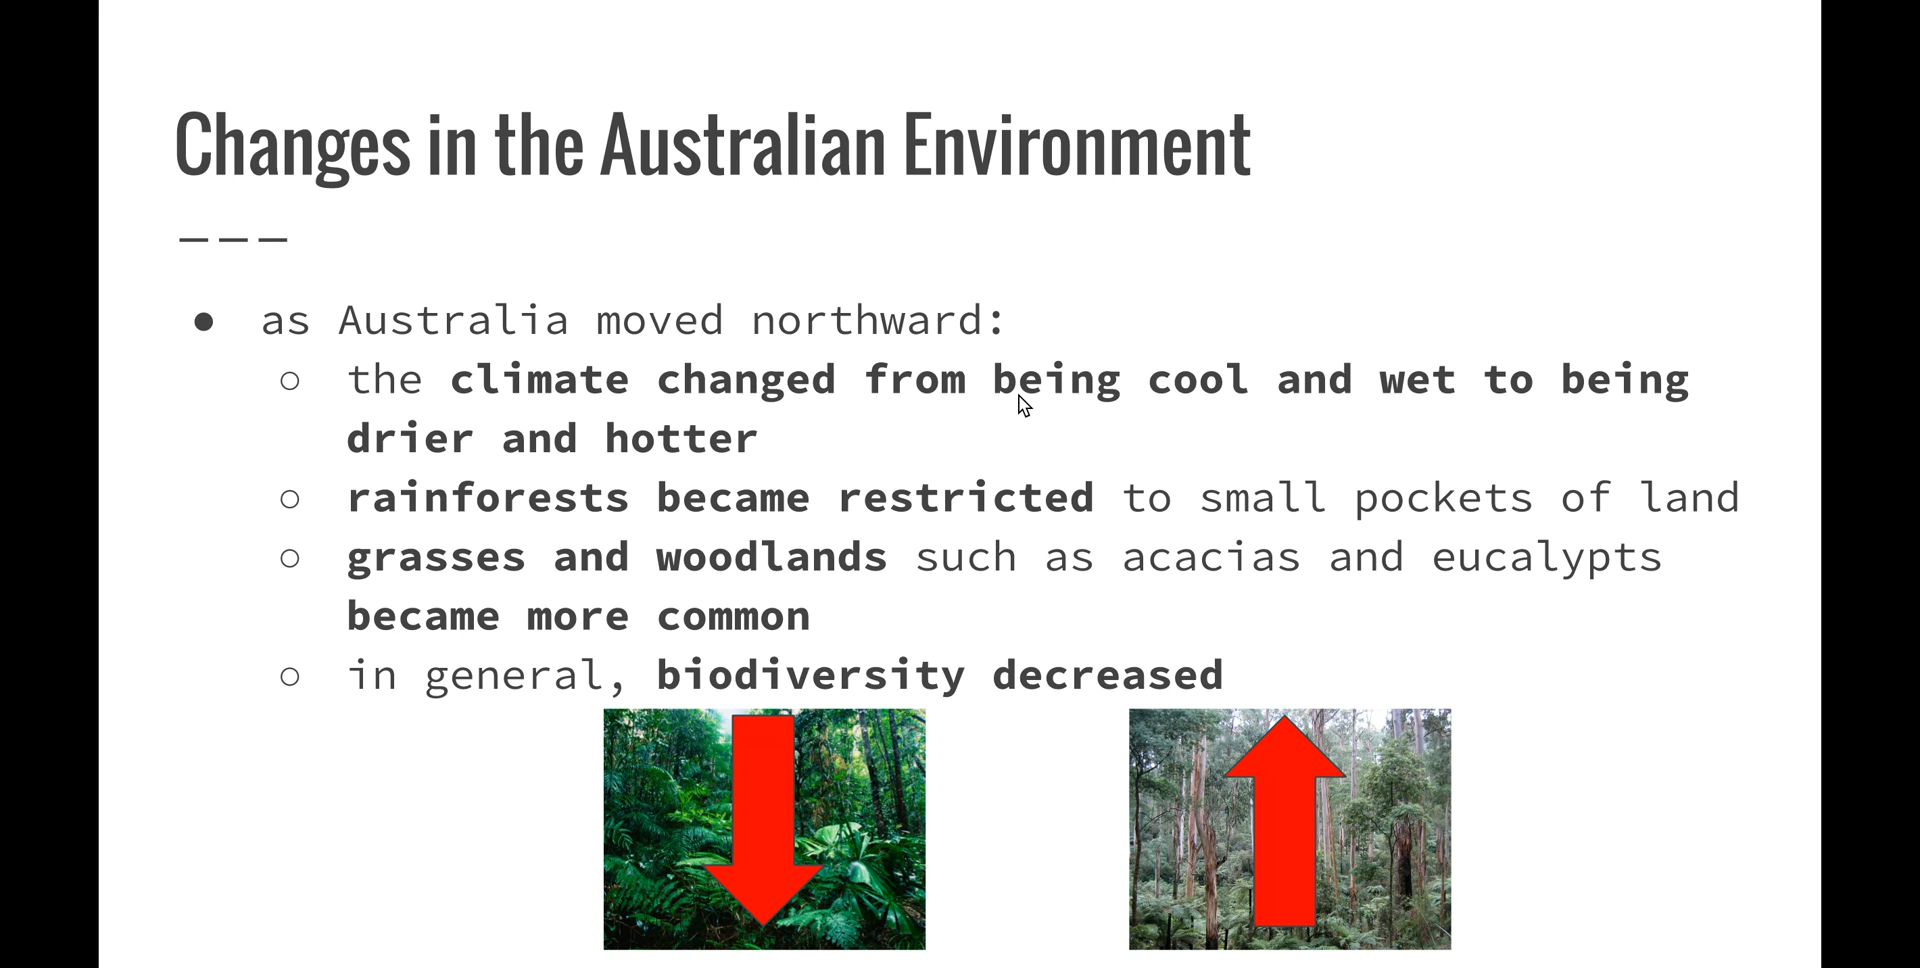 Changes in the Australian Environment
● as Australia moved northward:
○ the climate changed from being cool and wet to being
drier and hotter
○ rainforests became restricted to small pockets of land
○ grasses and woodlands such as acacias and eucalypts
became more common
○ in general, biodiversity decreased